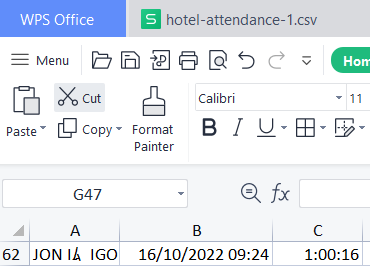 WPS Office
hotel-attendance-1.csv
Menu
Home
Paste
Cut
Copy
Format
Painter
Calibri
11
B I U
G47
fx
A B C
62 JON 16/10/2022 09:24 1:00:16